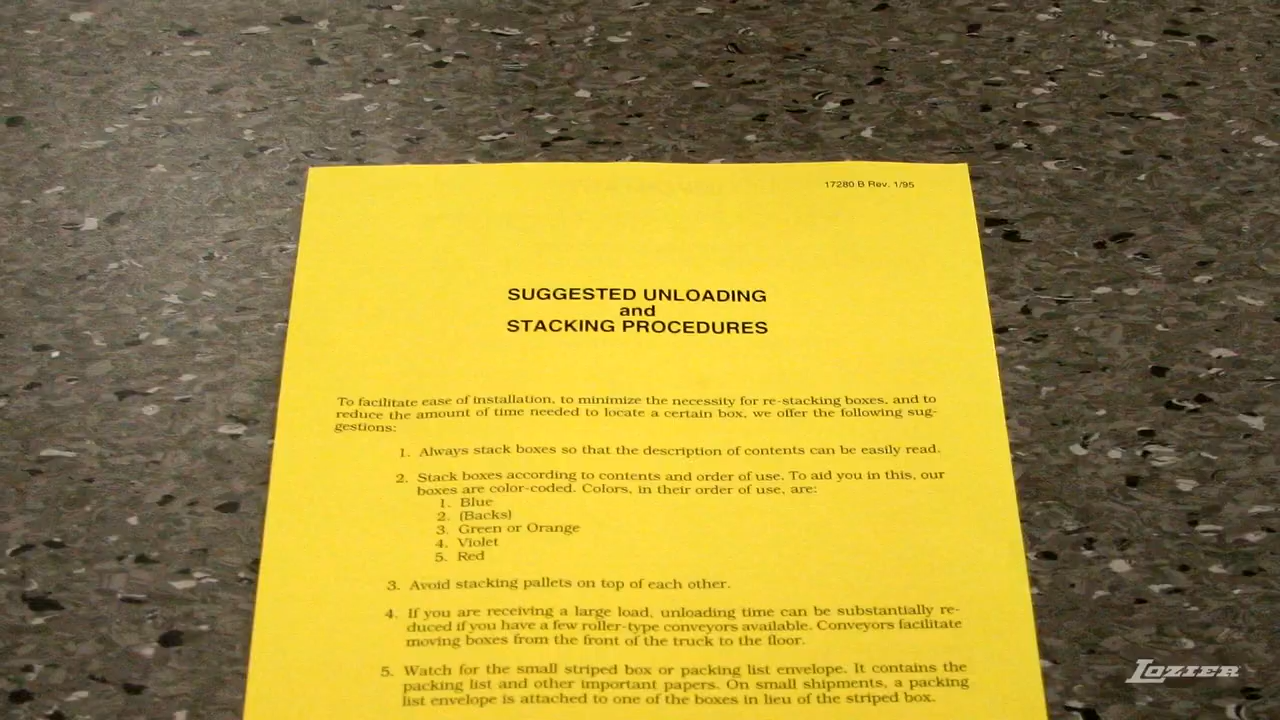 17280 B Rev. 1/95
SUGGESTED UNLOADING
and
STACKING PROCEDURES
To facilitate ease of installation, to minimize the necessity for re-stacking boxes, and to
reduce the amount of time needed to locate a certain box, we offer the following sug-
gestions:
1. Always stack boxes so that the description of contents can be easily read.
2. Stack boxes according to contents and order of use. To aid you in this, our
boxes are color-coded. Colors, in their order of use, are:
1. Blue
2. (Backs)
3. Green or Orange
4. Violet
5. Red
3. Avoid stacking pallets on top of each other.
4. If you are receiving a large load, unloading time can be substantially re-
duced if you have a few roller-type conveyors available. Conveyors facilitate
moving boxes from the front of the truck to the floor.
5. Watch for the small striped box or packing list envelope. It contains the
packing list and other important papers. On small shipments, a packing
list envelope is attached to one of the boxes in lieu of the striped box.
LOZIER